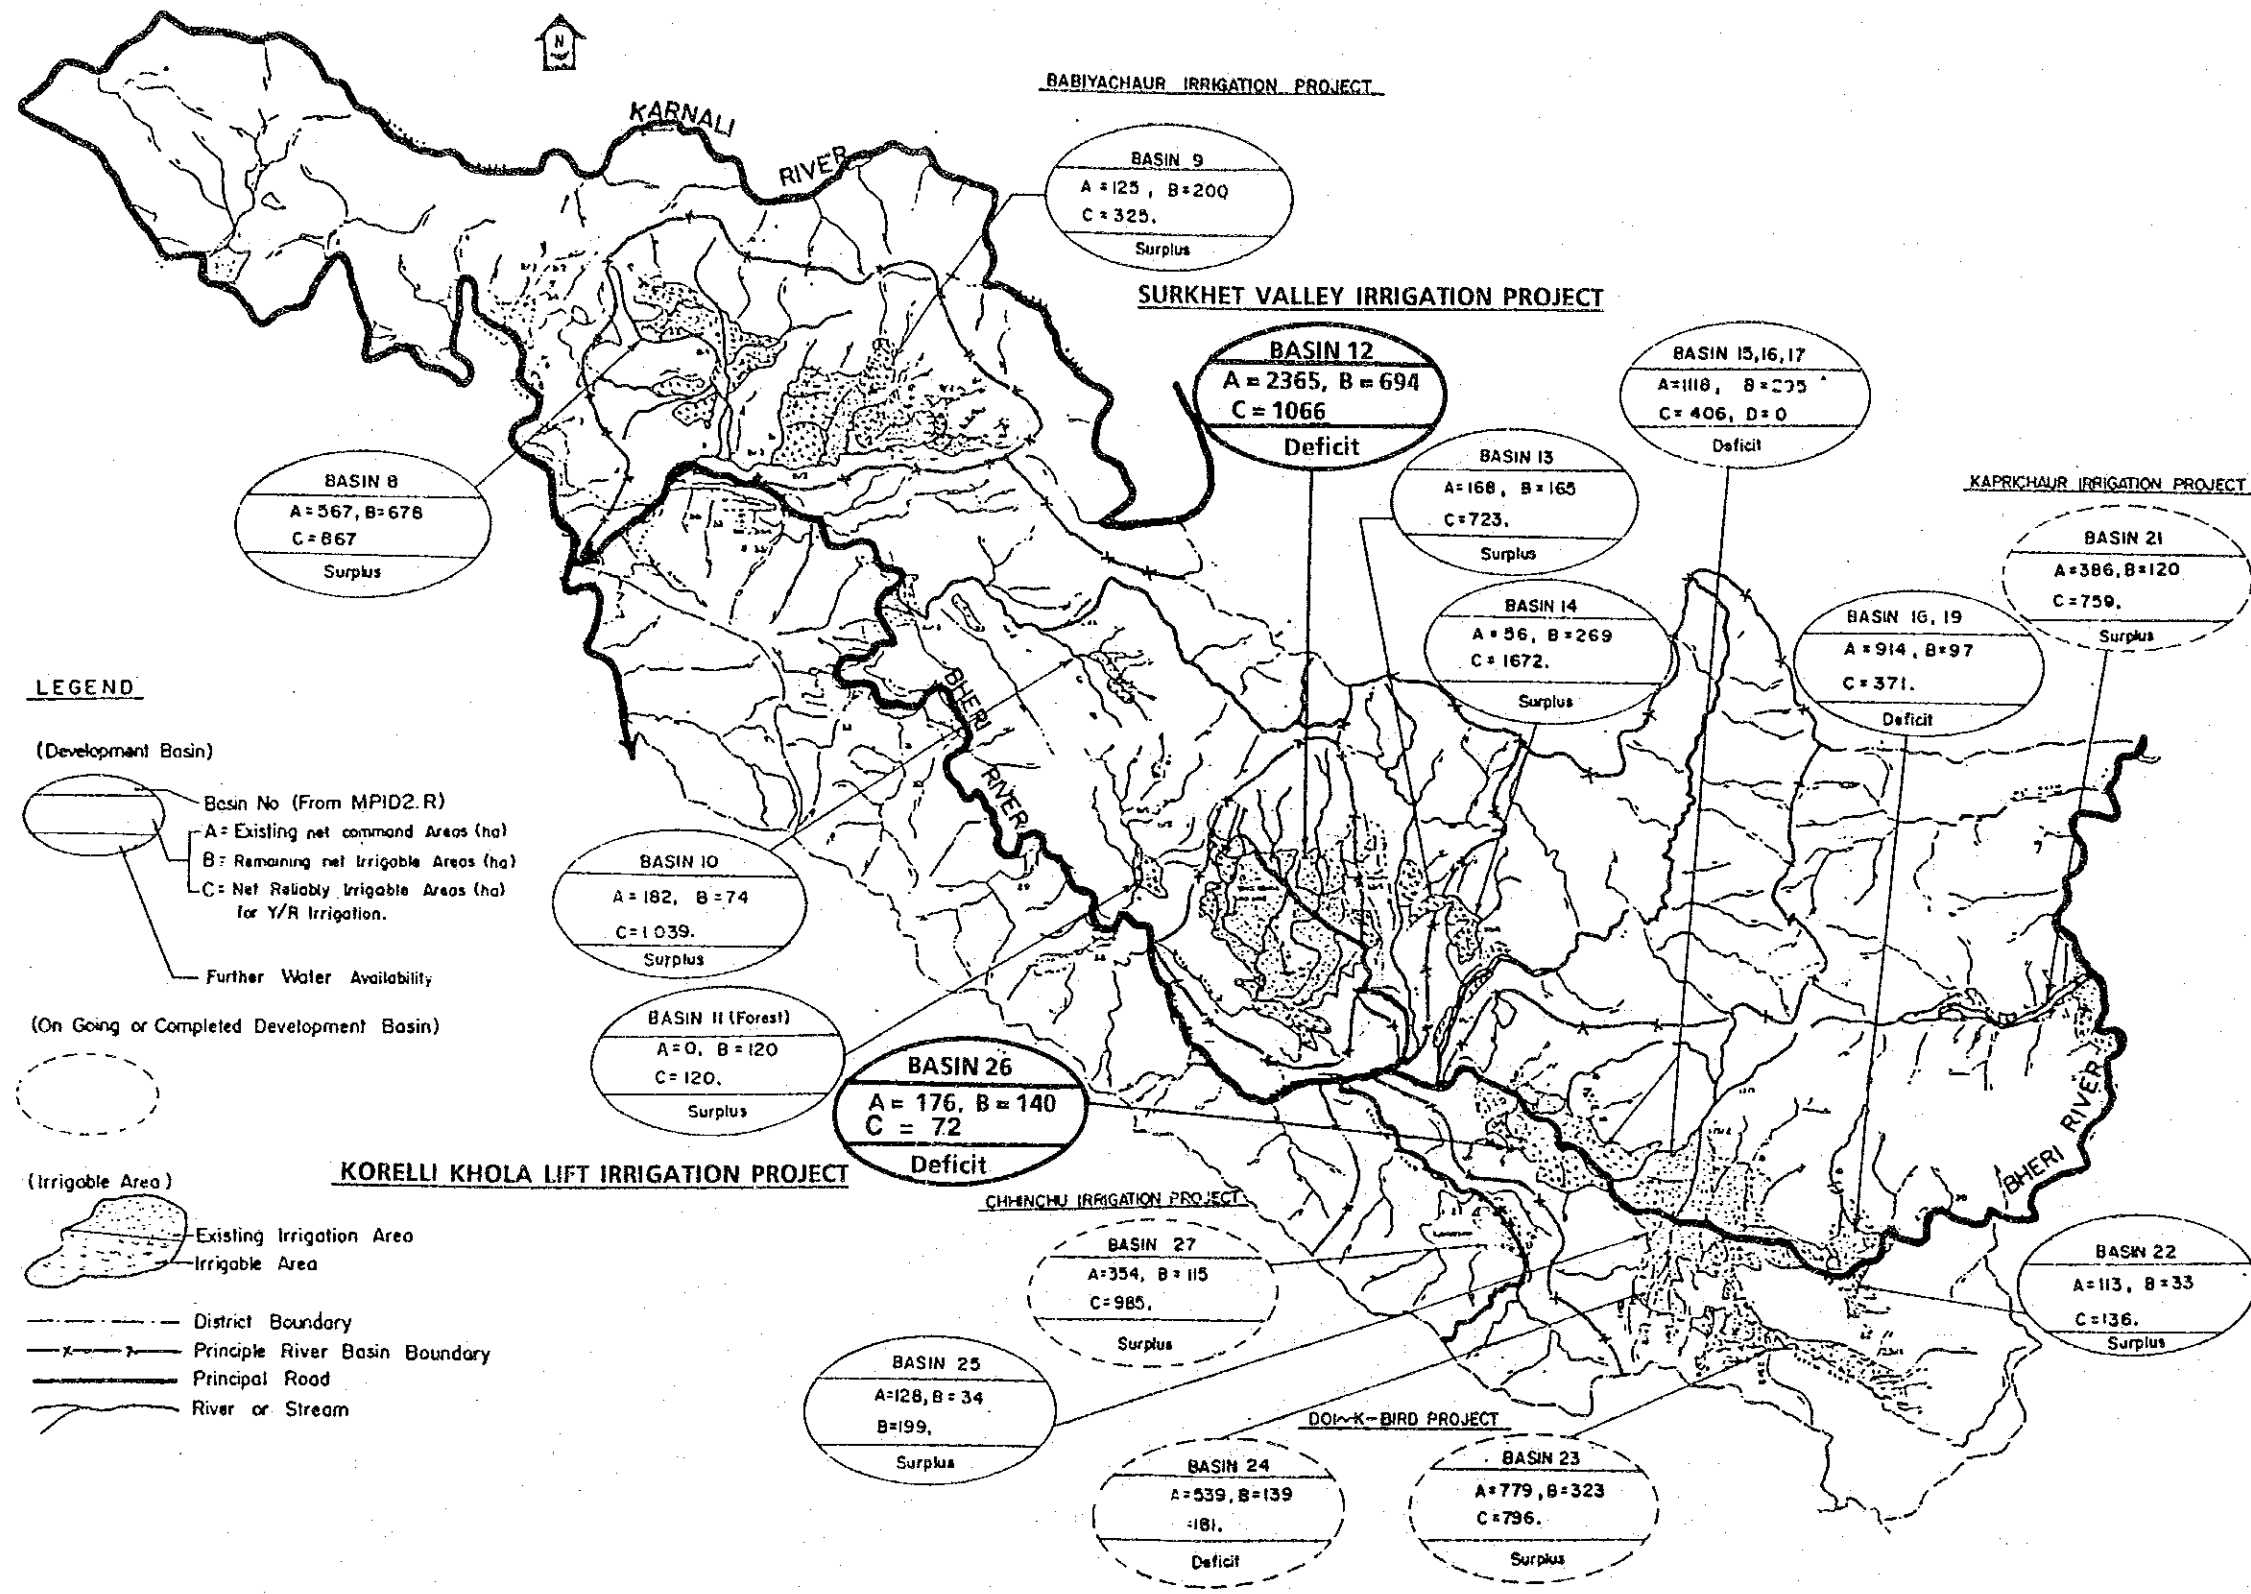 N
KARNALI
RIVER
BABIYACHAUR IRRIGATION PROJECT
BASIN 9
A=125, B=200
C=325.
Surplus
SURKHET VALLEY IRRIGATION PROJECT
BASIN 12
A=2365, B=694
C=1066
Deficit
BASIN 15,16,17
A=1118, B=
C=406, D=0
Deficit
BASIN 13
A=168, B=165
C=723.
Surplus
KAPRICHAUR IRRIGATION PROJECT
BASIN 21
A=386, B=120
C=759.
Surplus
BASIN 8
A=567, B=678
C=867
Surplus
BASIN 14
A=56, B=269
C=1672.
Surplus
BASIN 16, 19
A=914, B=97
C=371.
Deficit
BHERI
RIVER
LEGEND
(Development Basin)
Basin No (From MPID2.R)
A= Existing net command Areas (ha)
B= Remaining net Irrigable Areas (ha)
C= Net Reliably Irrigable Areas (ha)
for Y/R Irrigation.
Further Water Availability
(On Going or Completed Development Basin)
(Irrigable Area)
Existing Irrigation Area
Irrigable Area
District Boundary
Principle River Basin Boundary
Principal Road
River or Stream
BASIN 10
A=182, B=74
C=1039.
Surplus
BASIN 11 (Forest)
A=0, B=120
C=120.
Surplus
BASIN 26
A= 176, B=140
C = 72
Deficit
KORELLI KHOLA LIFT IRRIGATION PROJECT
BHERI RIVER
CHHINCHU IRRIGATION PROJECT
BASIN 27
A=354, B=115
C=985.
Surplus
BASIN 22
A=113, B=33
C=136.
Surplus
BASIN 25
A=128, B=34
B=199.
Surplus
PROJECT
BASIN 24
A=539, B=139
=181.
Deficit
BASIN 23
A=779, B=323
C=796.
Surplus